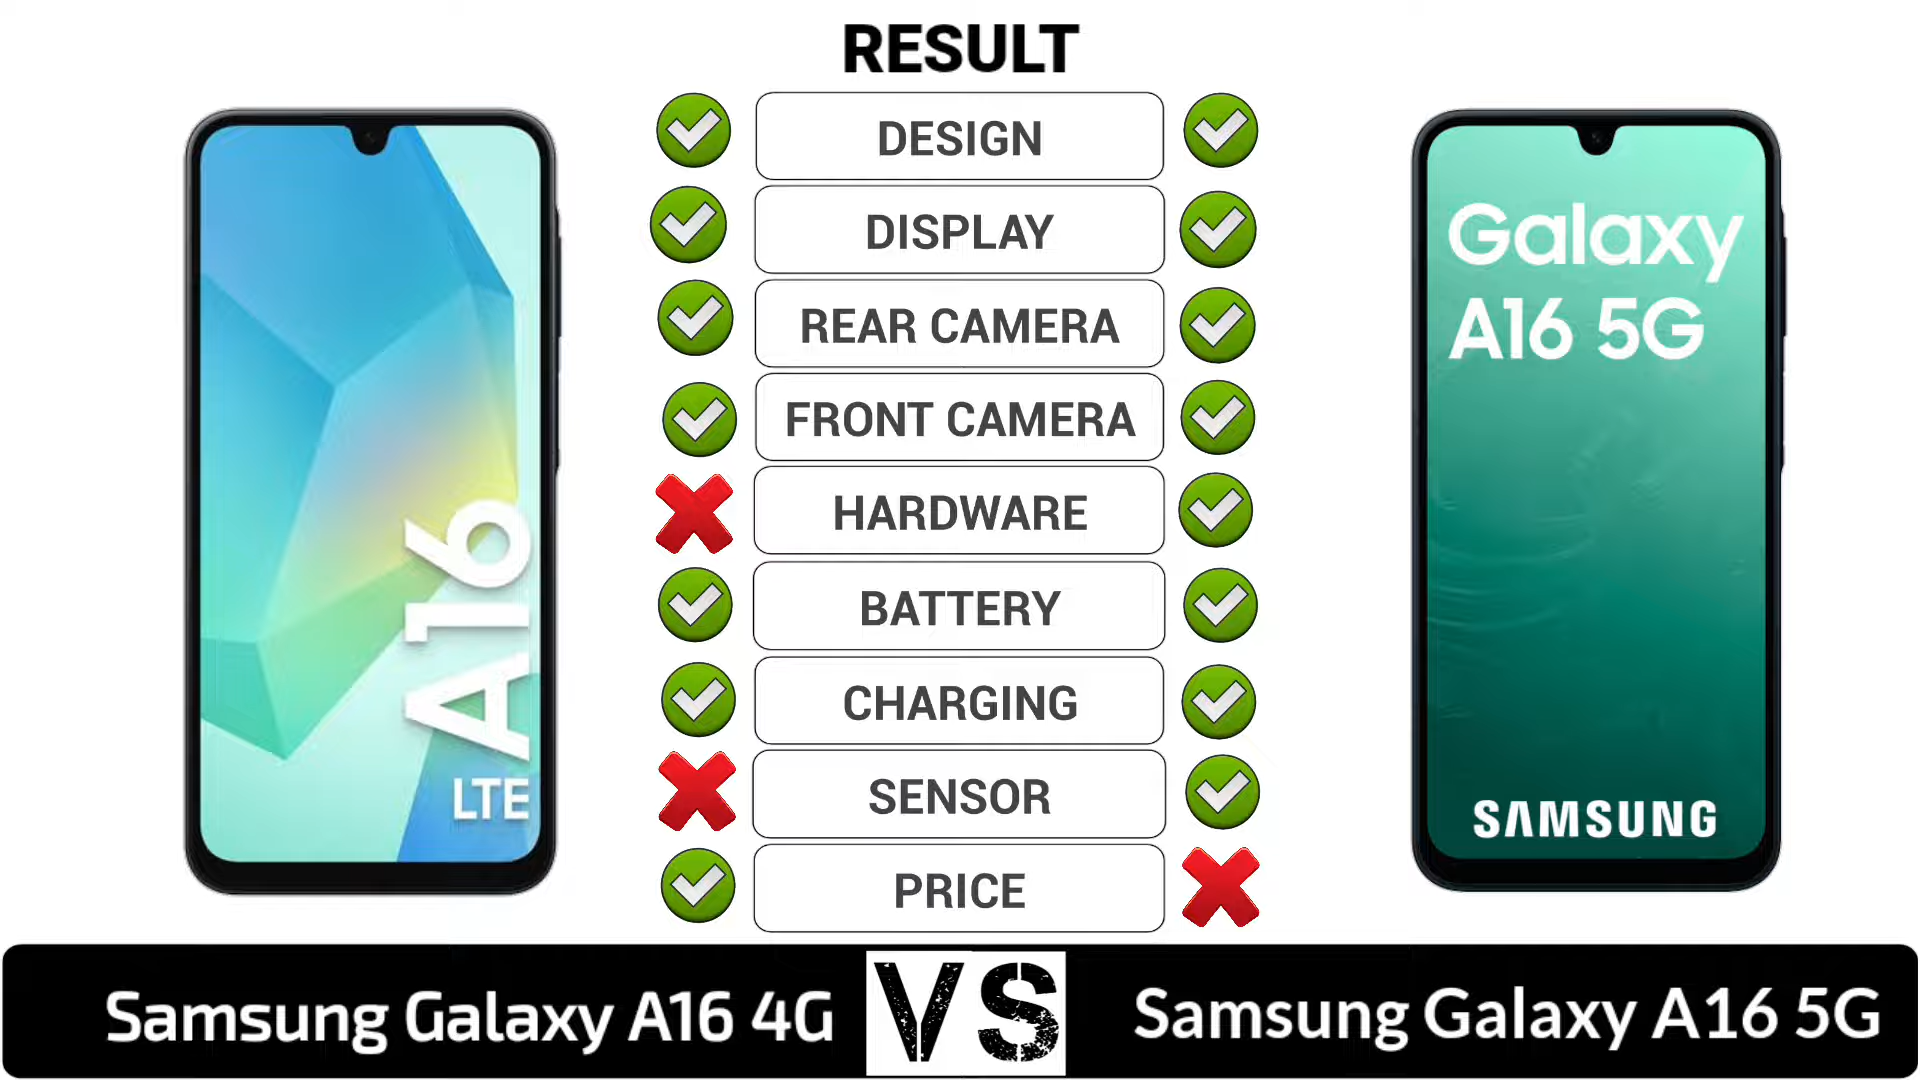 RESULT
DESIGN
DISPLAY
REAR CAMERA
FRONT CAMERA
HARDWARE
BATTERY
CHARGING
SENSOR
PRICE
A16
LTE
Galaxy
A16 5G
SAMSUNG
Samsung Galaxy A16 4G VS Samsung Galaxy A16 5G